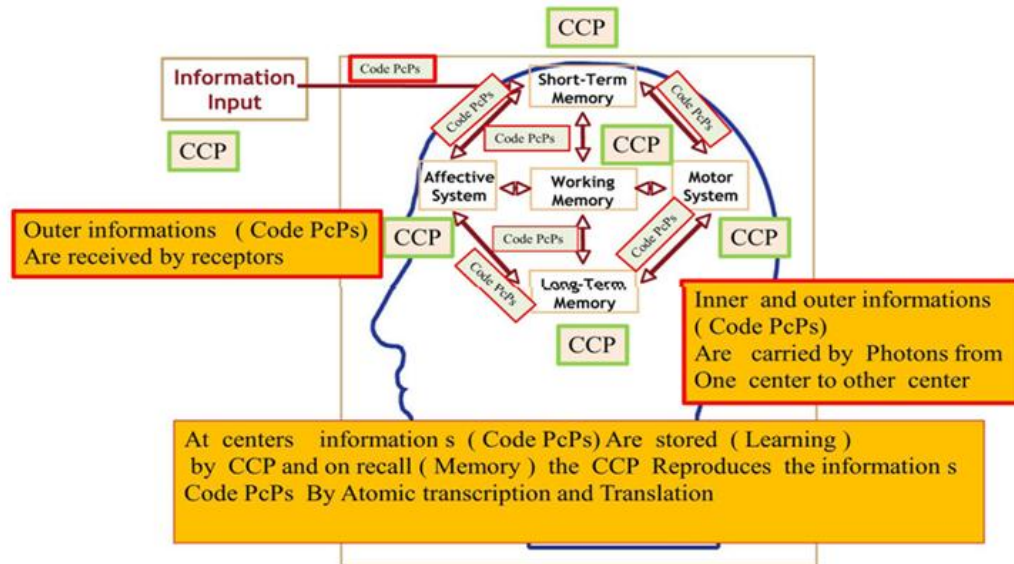 CCP
Code PcPs
Information
Input
Short-Term
Memory
Code PcPs
Code PcPs
Code PcPs
CCP
CCP
Affective
System
Working
Memory
Motor
System
Outer informations ( Code PcPs)
Are received by receptors
CCP
Code PcPs
Code PcPs
Code PcPs
CCP
Long-Term
Memory
Inner and outer informations
( Code PcPs)
Are carried by Photons from
One center to other center
CCP
At centers information s ( Code PcPs) Are stored ( Learning )
by CCP and on recall ( Memory ) the CCP Reproduces the information s
Code PcPs By Atomic transcription and Translation